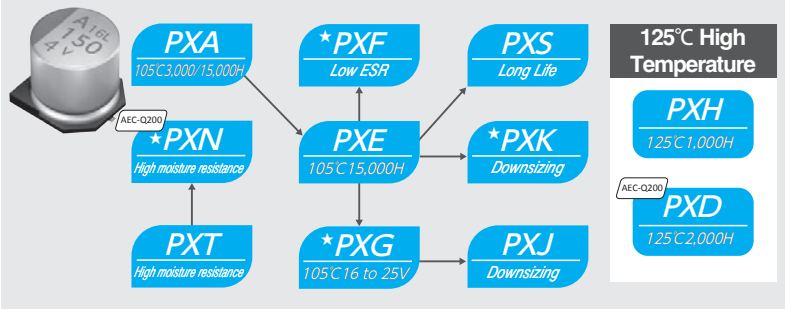 A 16L
150
4 V
PXA
105℃3,000/15,000H
★PXF
Low ESR
PXS
Long Life
125℃ High
Temperature
AEC-Q200
★PXN
High moisture resistance
PXE
105℃15,000H
★PXK
Downsizing
PXH
125℃1,000H
PXT
High moisture resistance
★PXG
105℃16 to 25V
PXJ
Downsizing
AEC-Q200
PXD
125℃2,000H